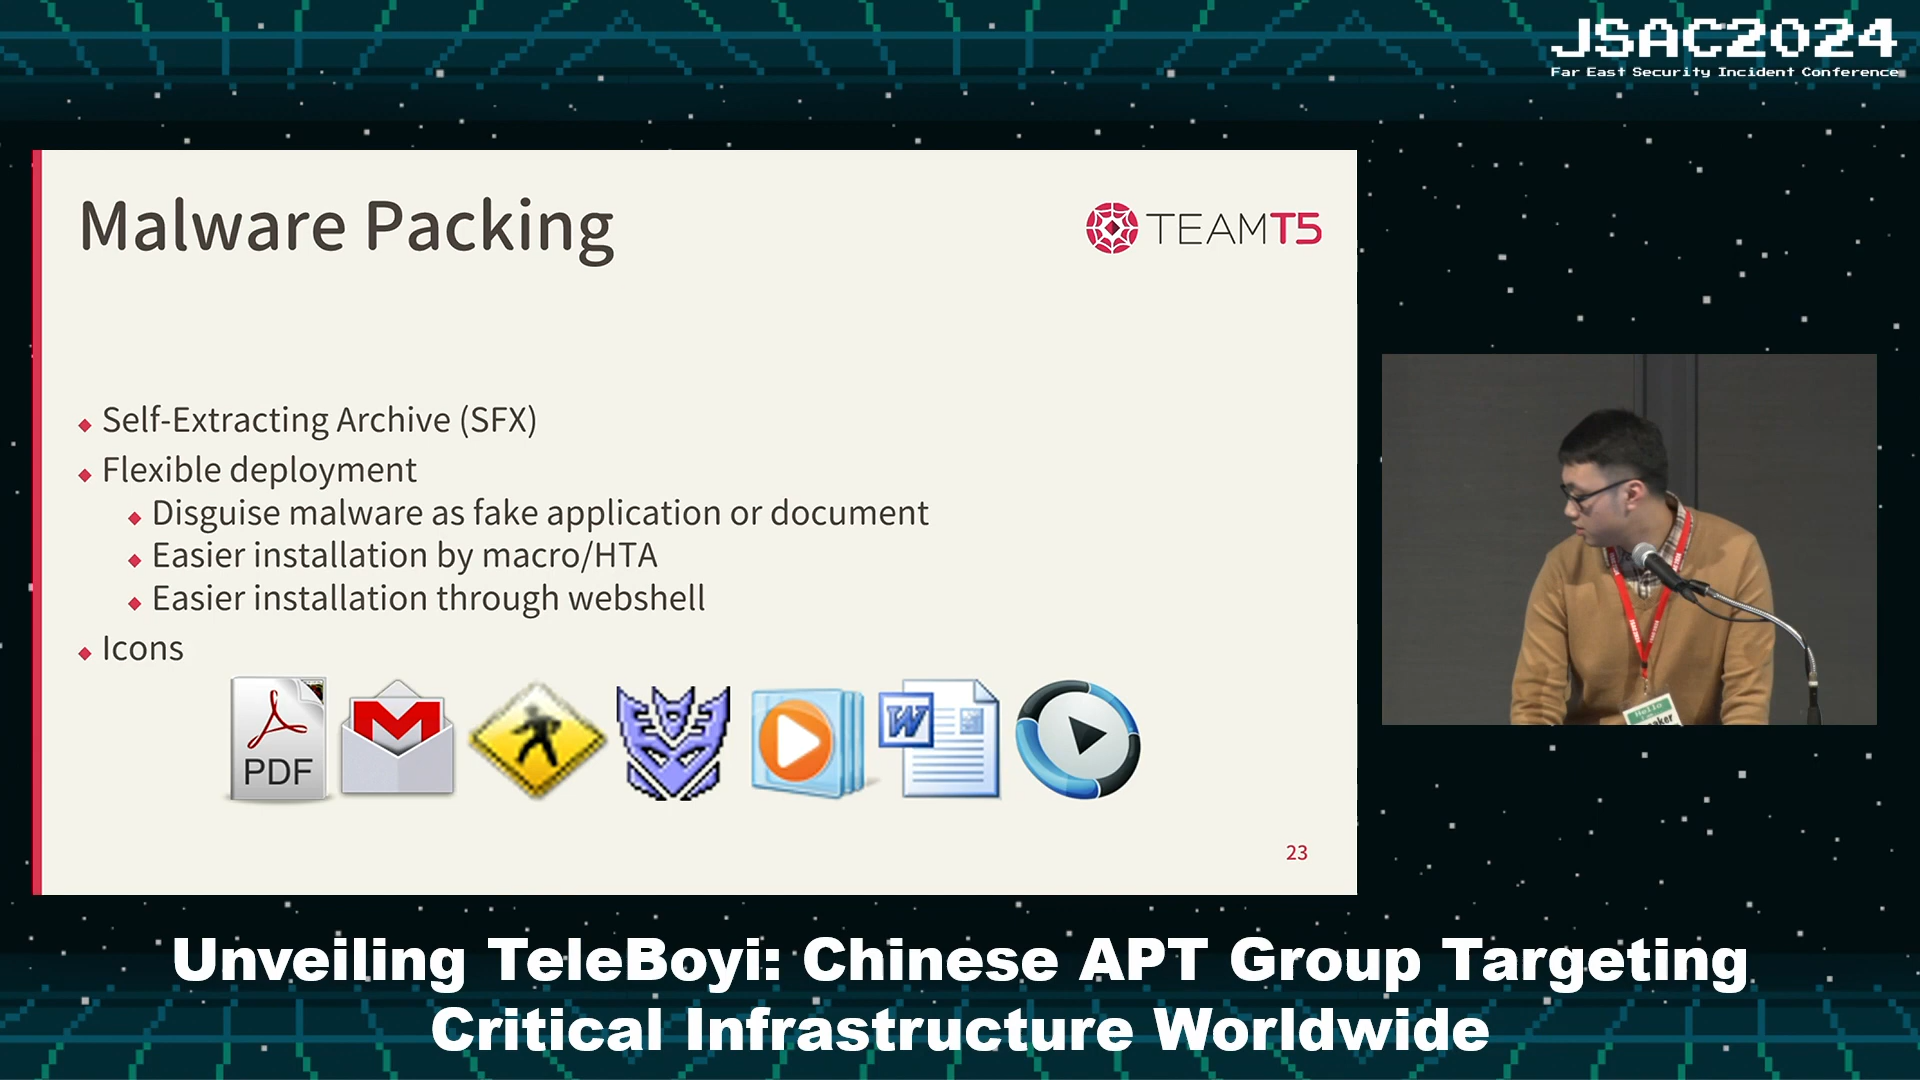 JSAC2024
Far East Security Incident Conference
Malware Packing
TEAMT5
Self-Extracting Archive (SFX)
Flexible deployment
Disguise malware as fake application or document
Easier installation by macro/HTA
Easier installation through webshell
Icons
PDF
W
23
Hello
Unveiling TeleBoyi: Chinese APT Group Targeting
Critical Infrastructure Worldwide